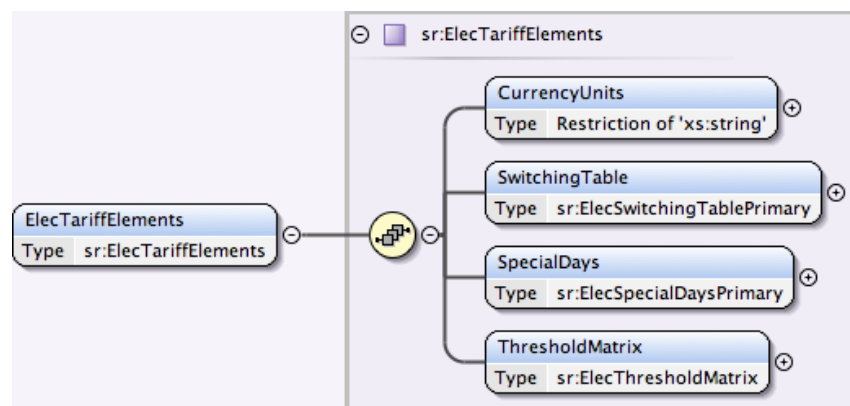 sr:ElecTariffElements
CurrencyUnits
Type Restriction of 'xs:string'
SwitchingTable
Type sr:ElecSwitchingTablePrimary
ElecTariffElements
Type sr:ElecTariffElements
SpecialDays
Type sr:ElecSpecialDaysPrimary
ThresholdMatrix
Type sr:ElecThresholdMatrix